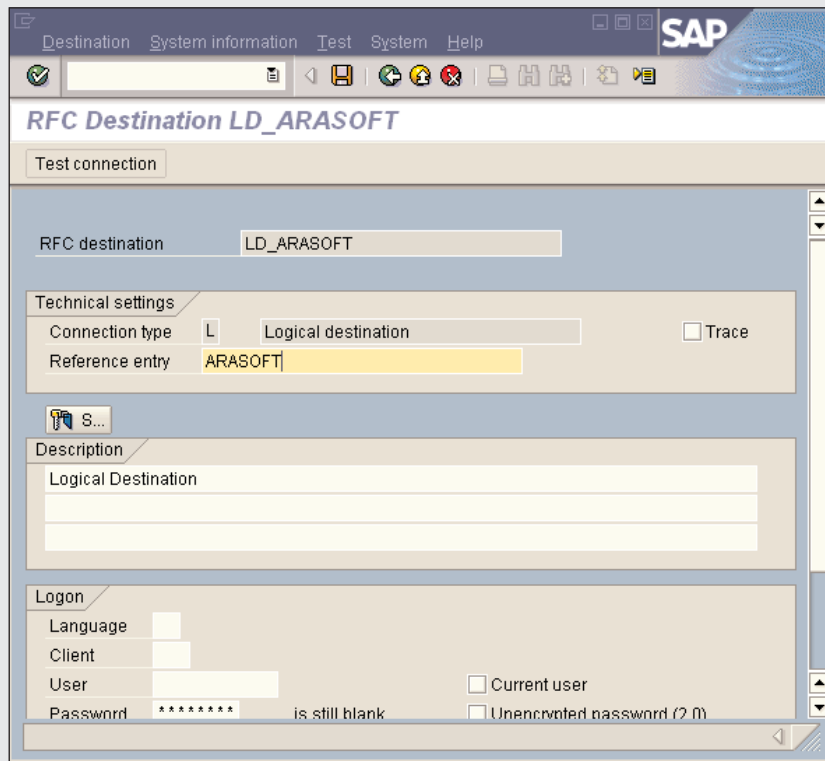 Destination System information Test System Help
SAP
RFC Destination LD_ARASOFT
Test connection
RFC destination LD_ARASOFT
Technical settings
Connection type L Logical destination Trace
Reference entry ARASOFT
S...
Description
Logical Destination
Logon
Language
Client
User Current user
Password ******** is still blank Unencrypted password (2.0)